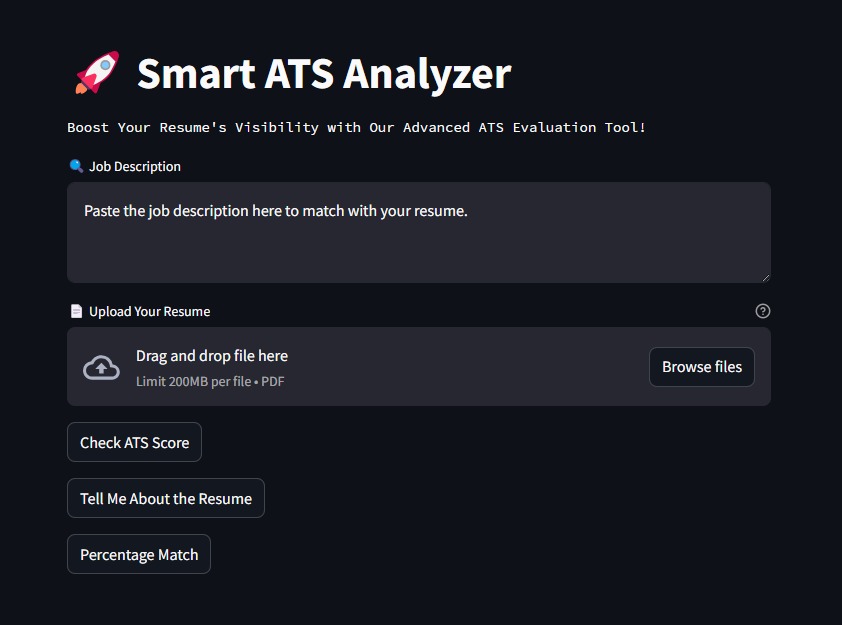 Smart ATS Analyzer
Boost Your Resume's Visibility with Our Advanced ATS Evaluation Tool!
Job Description
Paste the job description here to match with your resume.
Upload Your Resume
Drag and drop file here
Limit 200MB per file • PDF
Browse files
Check ATS Score
Tell Me About the Resume
Percentage Match